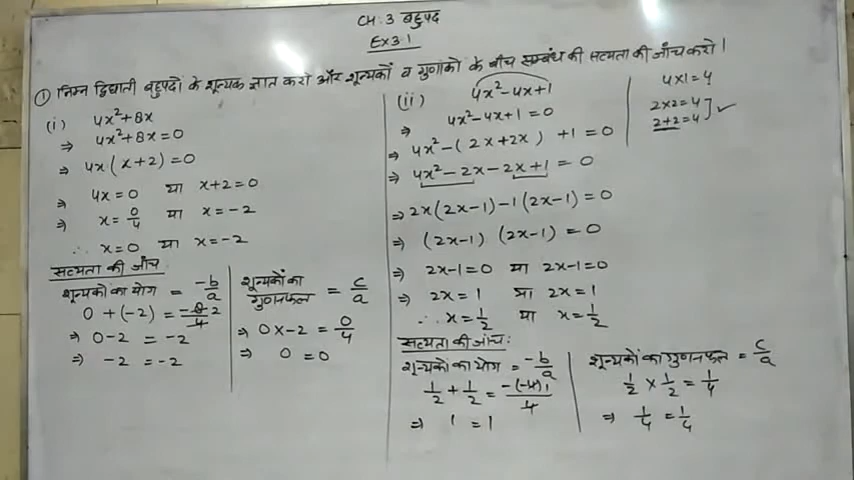 CH: 3 बहुपद
Ex 3.1
① निम्न द्विघाती बहुपदों के शून्यक ज्ञात करो और शून्यकों व गुणांको के बीच सम्बंध की सत्यता की जाँच करो।
(i) 4x²+8x
⇒ 4x²+8x=0
⇒ 4x(x+2)=0
⇒ 4x=0 या x+2=0
⇒ x=0/4 या x=-2
∴ x=0 या x=-2
सत्यता की जाँच
शून्यकों का योग = -b/a
0+(-2) = -8/4 2
⇒ 0-2 = -2
⇒ -2 = -2
शून्यकों का गुणनफल = c/a
⇒ 0x-2 = 0/4
⇒ 0=0
(ii) 4x²-4x+1
⇒ 4x²-4x+1=0
⇒ 4x²-(2x+2x)+1=0
⇒ 4x²-2x-2x+1=0
⇒ 2x(2x-1)-1(2x-1)=0
⇒ (2x-1) (2x-1)=0
⇒ 2x-1=0 या 2x-1=0
⇒ 2x=1 या 2x=1
∴ x=1/2 या x=1/2
4x1=4
2x2=4
2+2=4 ] ✓
सत्यता की जाँच:
शून्यकों का योग = -b/a
1/2+1/2 = -(-4)/4 1
⇒ 1=1
शून्यकों का गुणनफल = c/a
1/2 x 1/2 = 1/4
⇒ 1/4 = 1/4